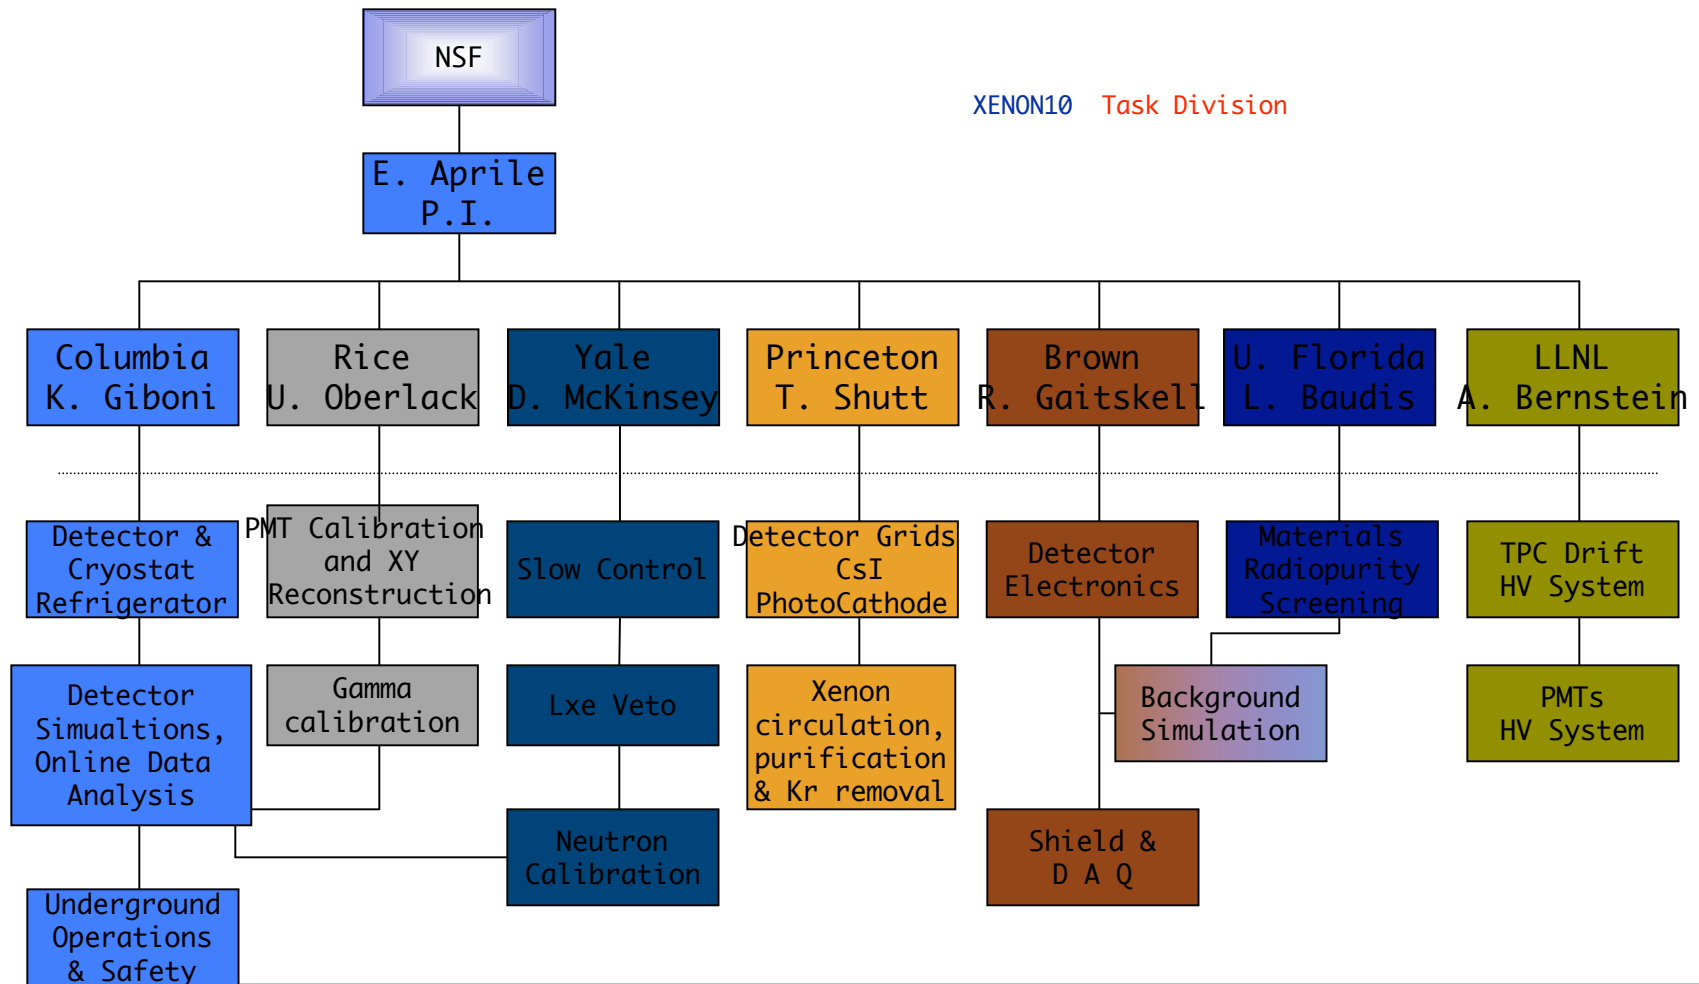 NSF
XENON10 Task Division
E. Aprile
P.I.
Columbia
K. Giboni
Rice
U. Oberlack
Yale
D. McKinsey
Princeton
T. Shutt
Brown
R. Gaitskell
U. Florida
L. Baudis
LLNL
A. Bernstein
Detector &
Cryostat
Refrigerator
PMT Calibration
and XY
Reconstruction
Slow Control
Detector Grids
CsI
PhotoCathode
Detector
Electronics
Materials
Radiopurity
Screening
TPC Drift
HV System
Detector
Simualtions,
Online Data
Analysis
Gamma
calibration
Lxe Veto
Xenon
circulation,
purification
& Kr removal
Background
Simulation
PMTs
HV System
Neutron
Calibration
Shield &
D A Q
Underground
Operations
& Safety